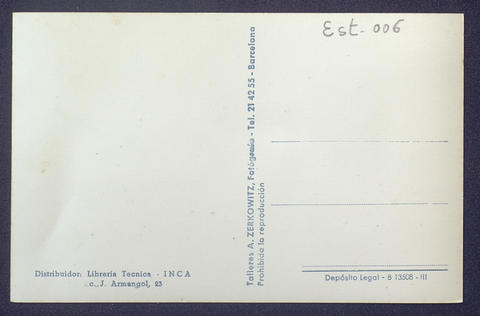 Est. 006
Talleres A. ZERKOWITZ, Fotógrafo - Tel. 21 42 55 - Barcelona
Prohibida la reproducción
Distribuidor: Librería Tecnica - INCA
c., J. Armengol, 23
Depósito Legal - B 13508 - III